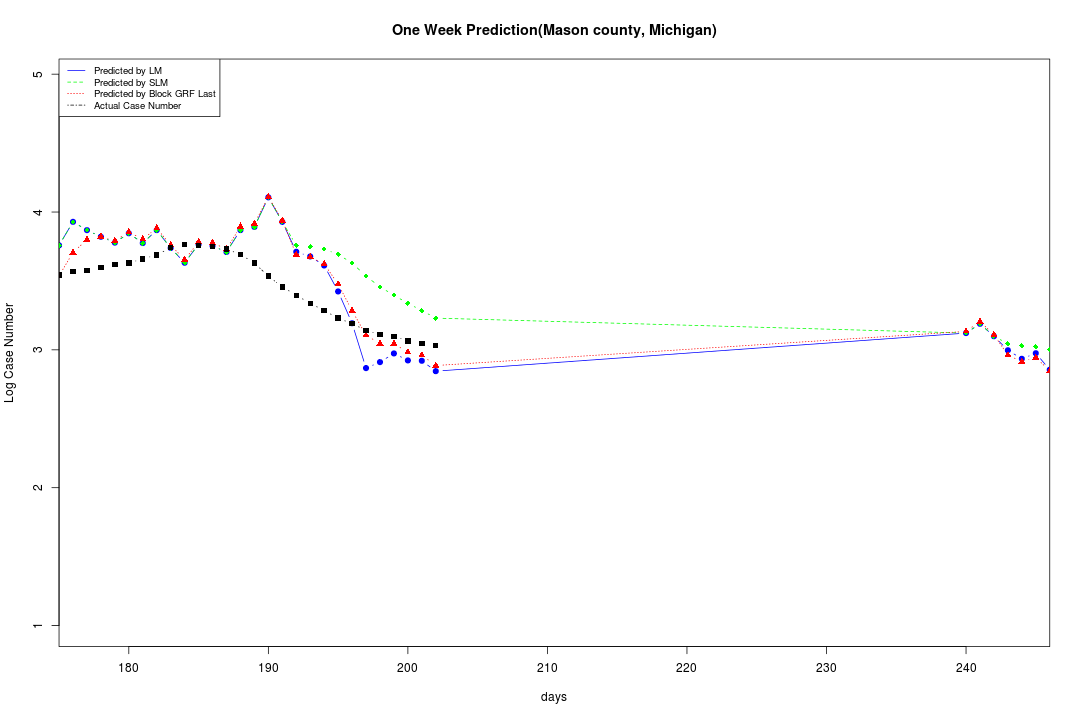 One Week Prediction(Mason county, Michigan)
Predicted by LM
Predicted by SLM
Predicted by Block GRF Last
Actual Case Number
5
4
3
2
1
Log Case Number
180 190 200 210 220 230 240
days